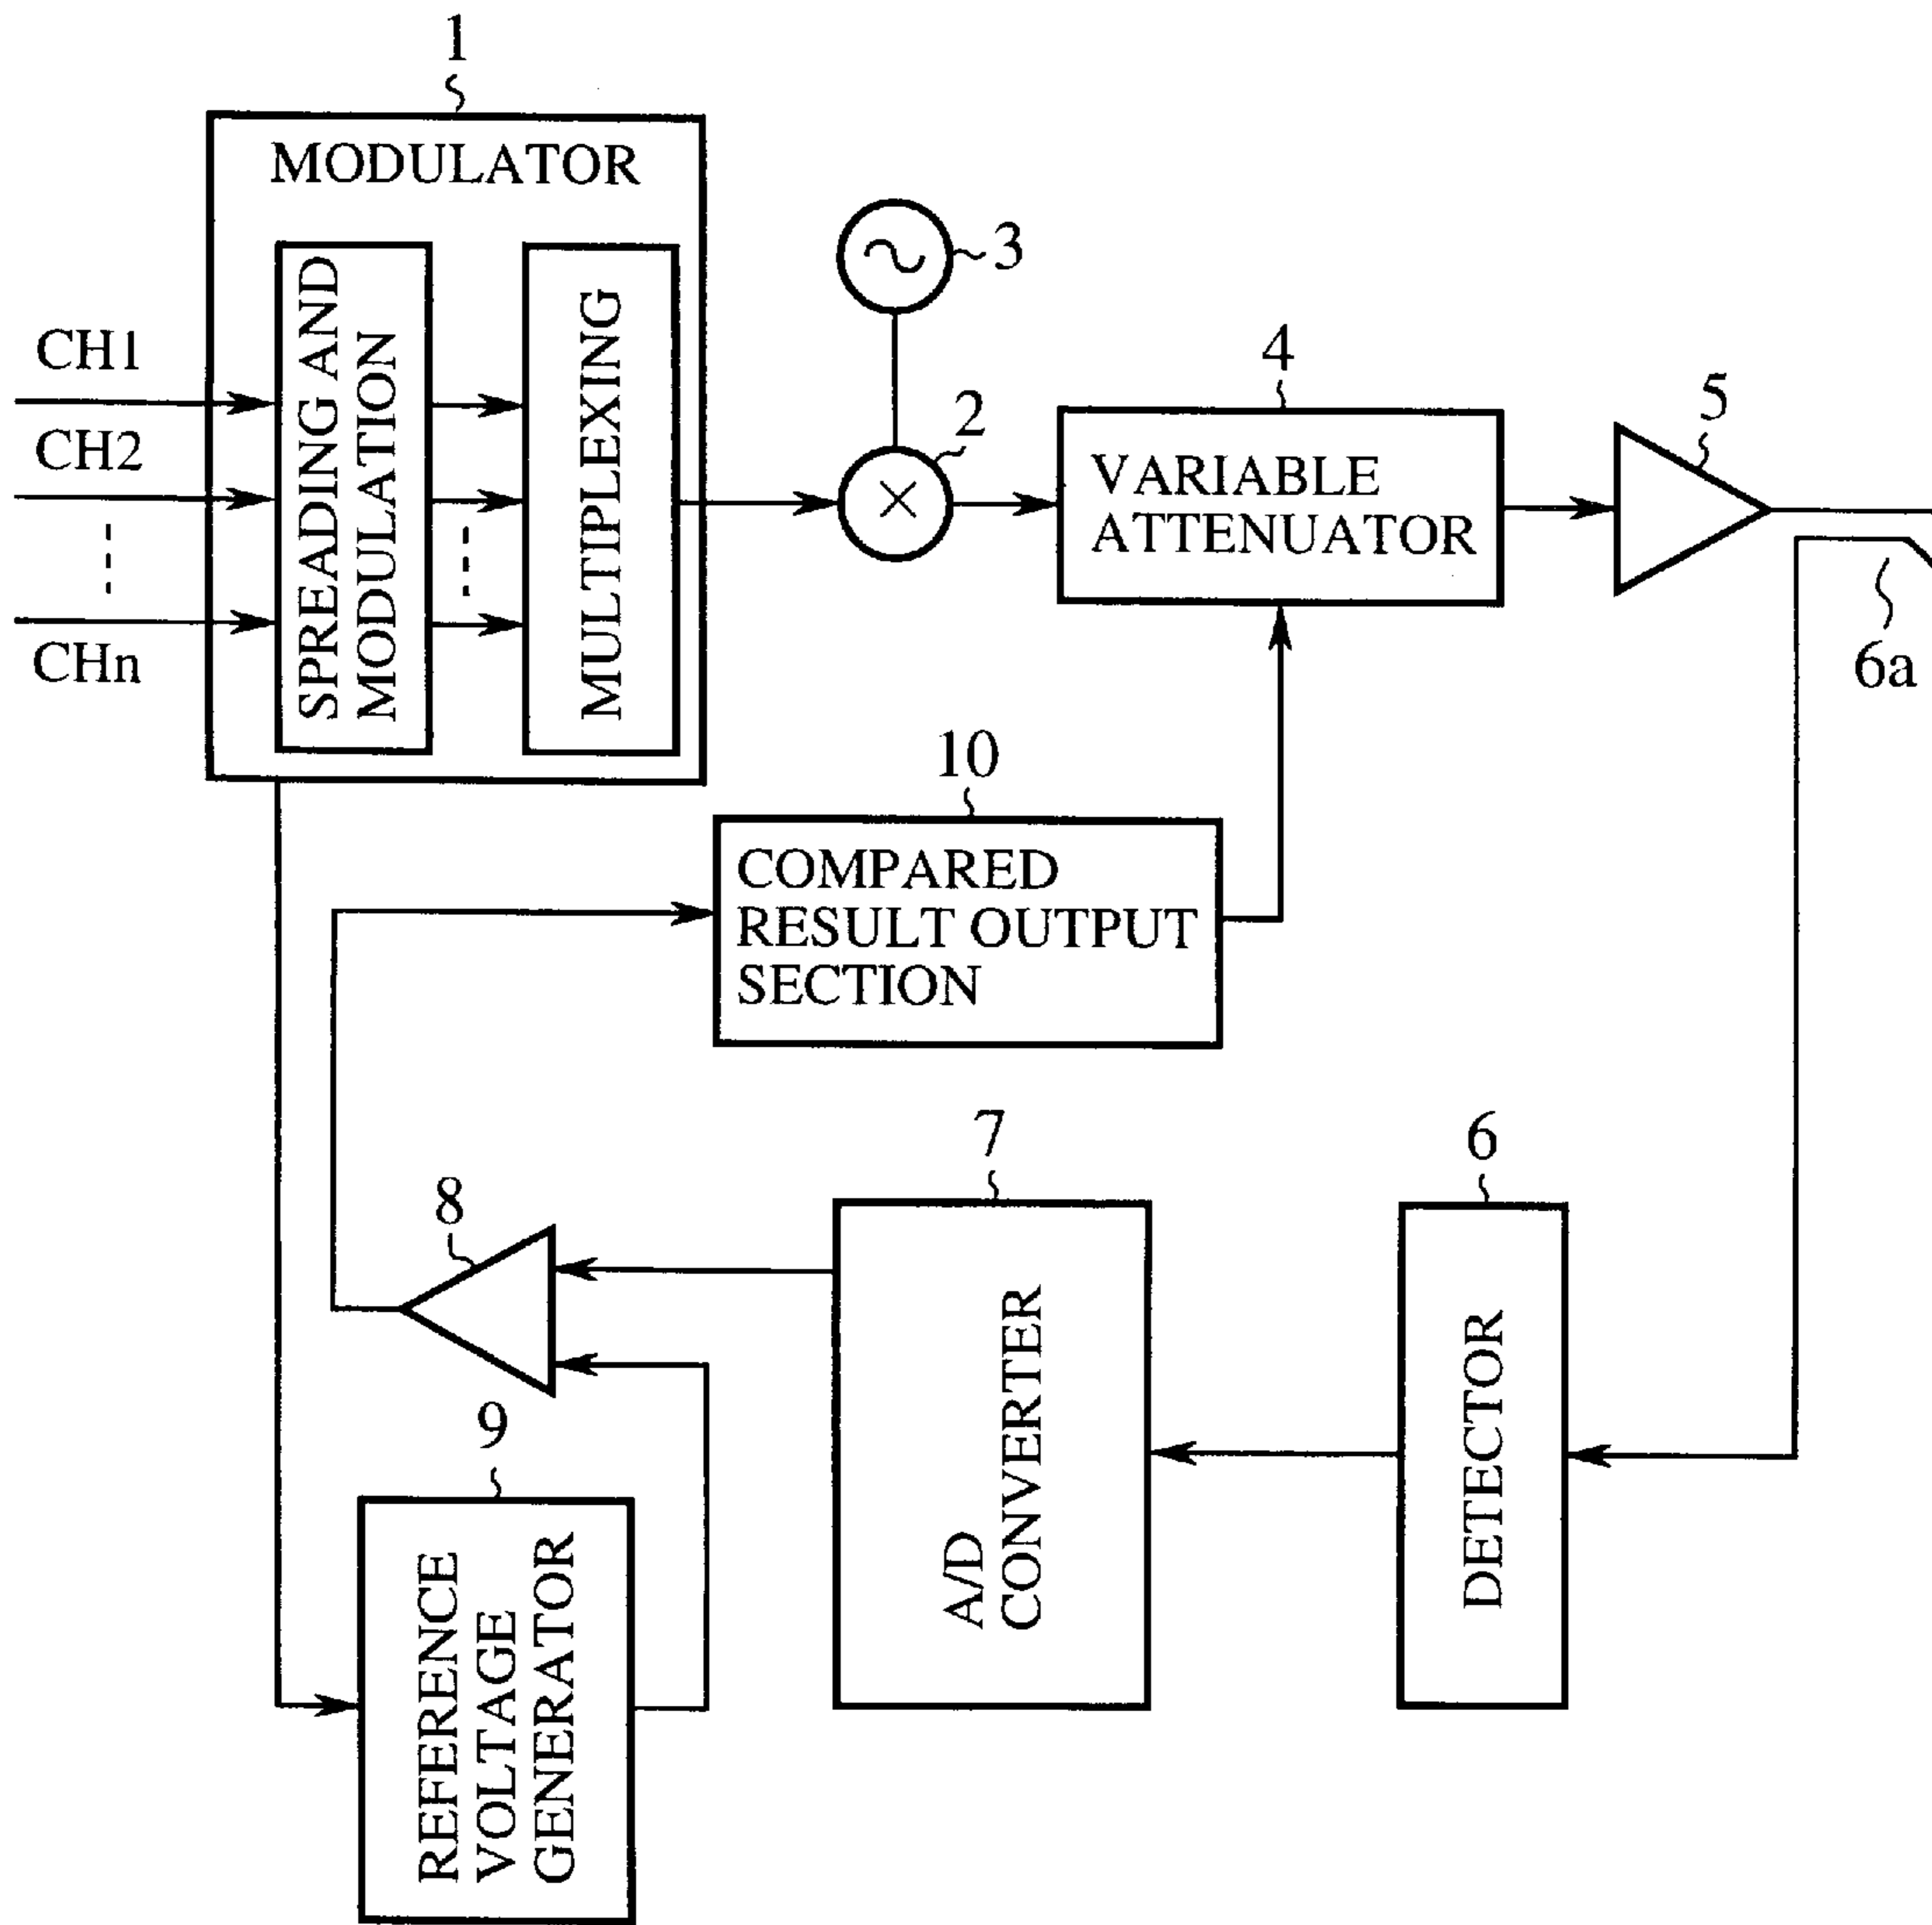 1
MODULATOR
SPREADING AND
MODULATION
MULTIPLEXING
CH1
CH2
CHn
3
2
4
VARIABLE
ATTENUATOR
5
6a
10
COMPARED
RESULT OUTPUT
SECTION
7
A/D
CONVERTER
6
DETECTOR
8
9
REFERENCE
VOLTAGE
GENERATOR